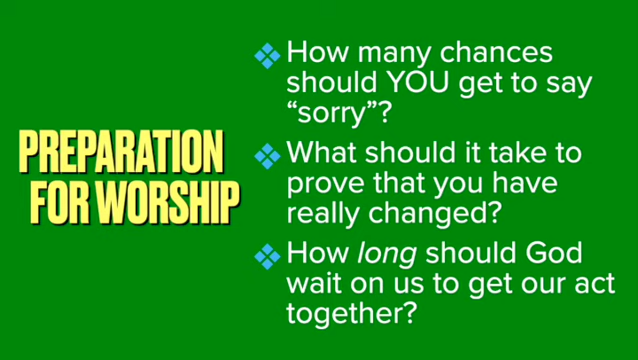 PREPARATION
FOR WORSHIP
❖ How many chances
should YOU get to say
“sorry”?
❖ What should it take to
prove that you have
really changed?
❖ How long should God
wait on us to get our act
together?